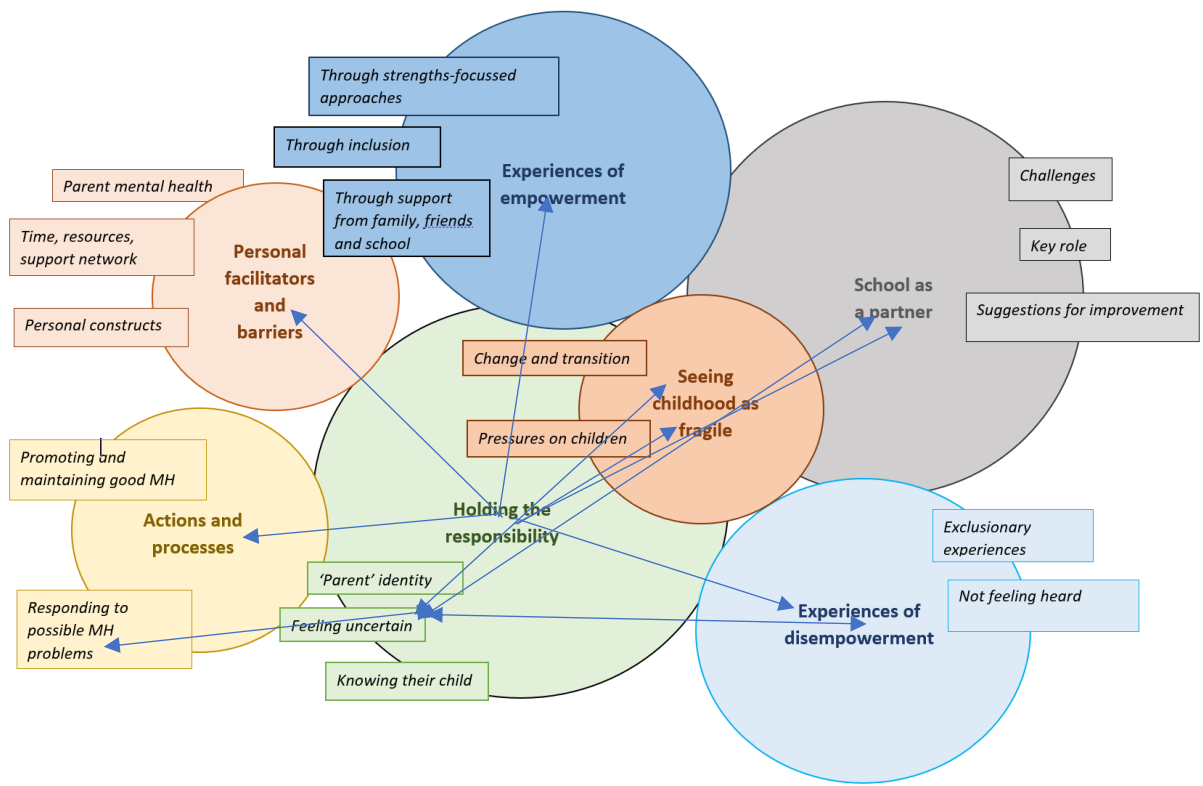 Through strengths-focussed
approaches
Through inclusion
Through support
from family, friends
and school
Experiences of
empowerment
Parent mental health
Time, resources,
support network
Personal constructs
Personal
facilitators
and
barriers
Challenges
Key role
Suggestions for improvement
School as
a partner
Change and transition
Pressures on children
Seeing
childhood as
fragile
Promoting and
maintaining good MH
Actions and
processes
Responding to
possible MH
problems
Holding the
responsibility
‘Parent’ identity
Feeling uncertain
Knowing their child
Exclusionary
experiences
Not feeling heard
Experiences of
disempowerment